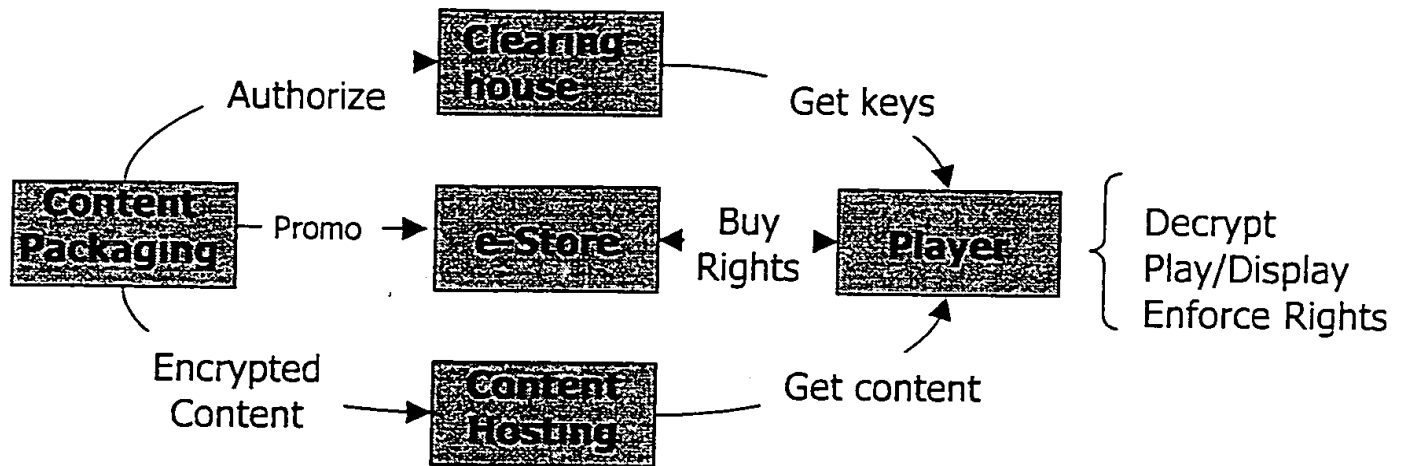 Clearing-
house
Authorize
Get keys
Content
Packaging
Promo
e-Store
Buy
Rights
Player
Decrypt
Play/Display
Enforce Rights
Encrypted
Content
Content
Hosting
Get content